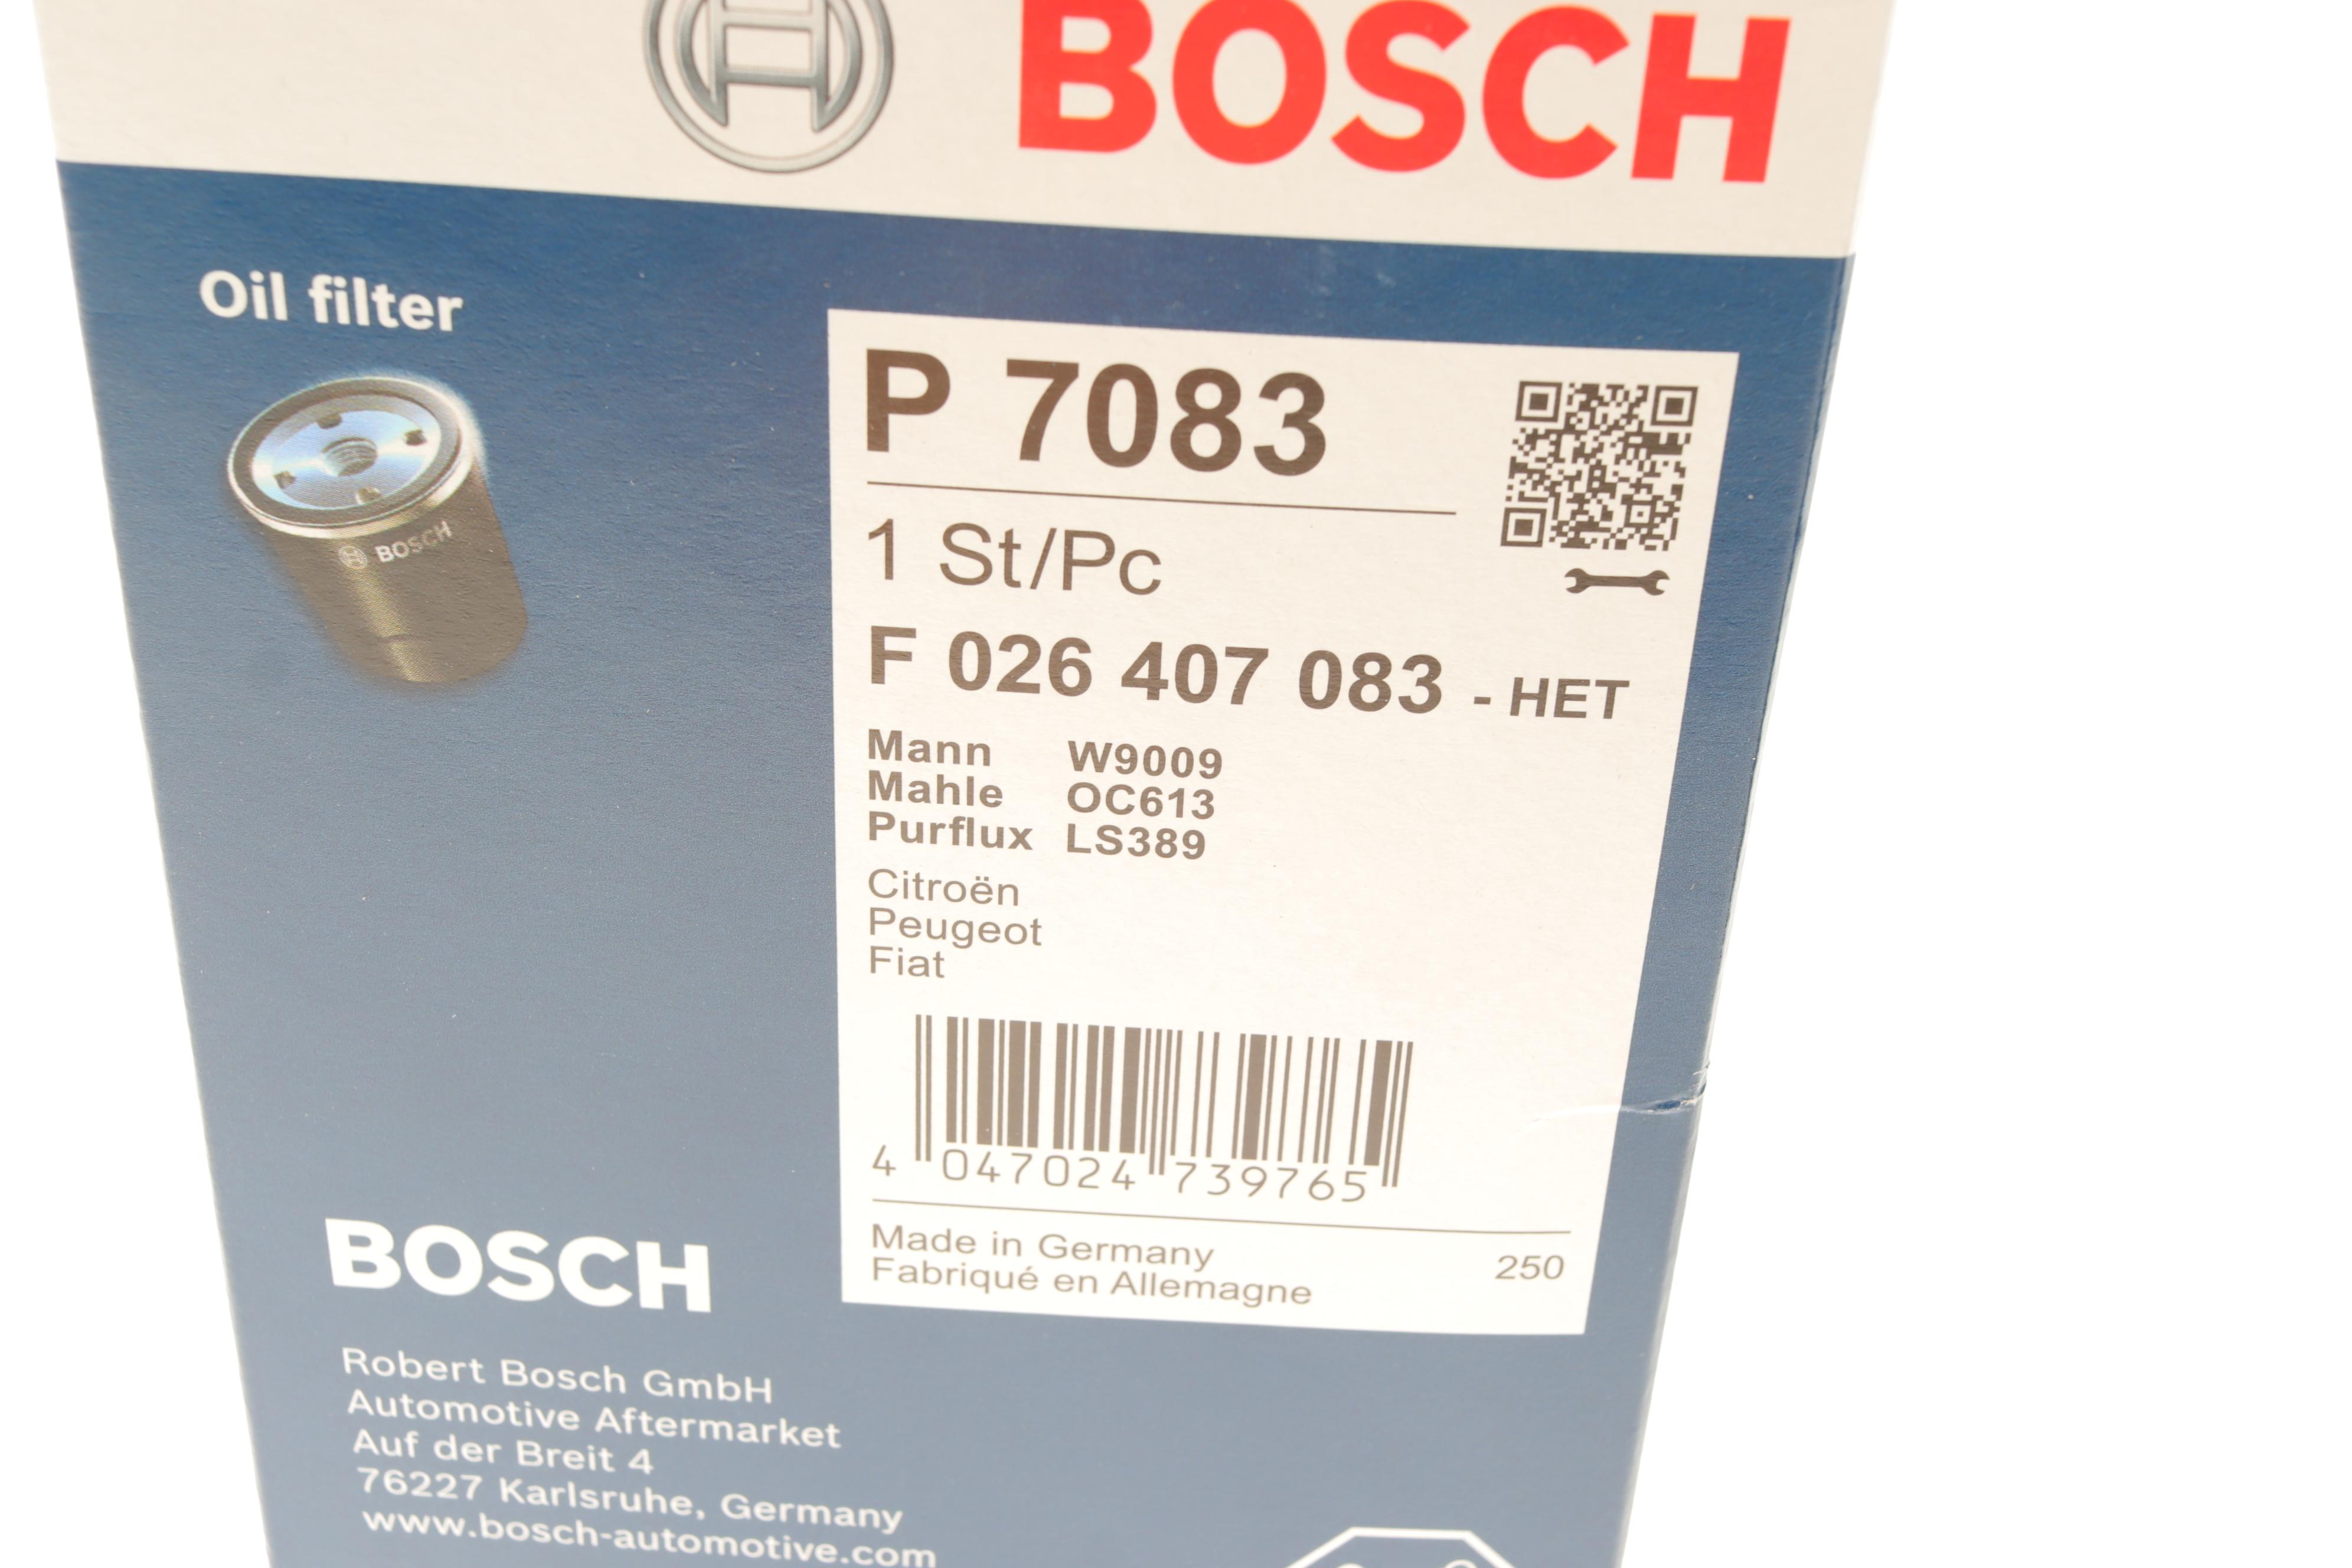 BOSCH
Oil filter
BOSCH
P 7083
1 St/Pc
F 026 407 083 - HET
Mann W9009
Mahle OC613
Purflux LS389
Citroën
Peugeot
Fiat
4 047024 739765
Made in Germany
Fabriqué en Allemagne
250
BOSCH
Robert Bosch GmbH
Automotive Aftermarket
Auf der Breit 4
76227 Karlsruhe, Germany
www.bosch-automotive.com